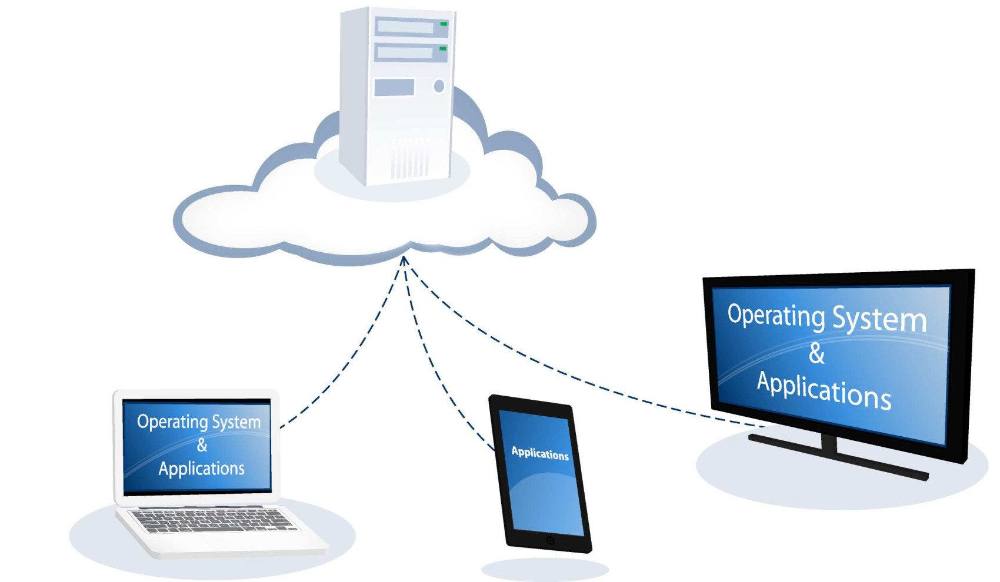 Operating System
&
Applications
Applications
Operating System
&
Applications